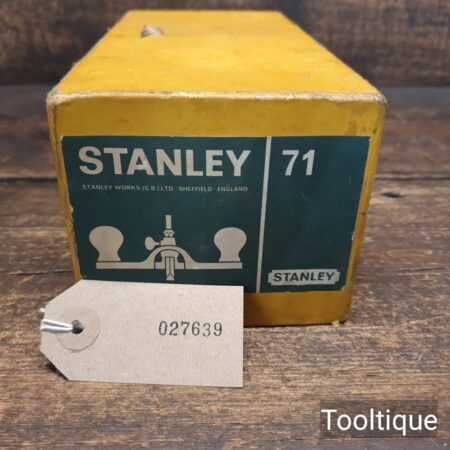 STANLEY 71
STANLEY WORKS (G.B.) LTD. SHEFFIELD ENGLAND
STANLEY
027639
Tooltique